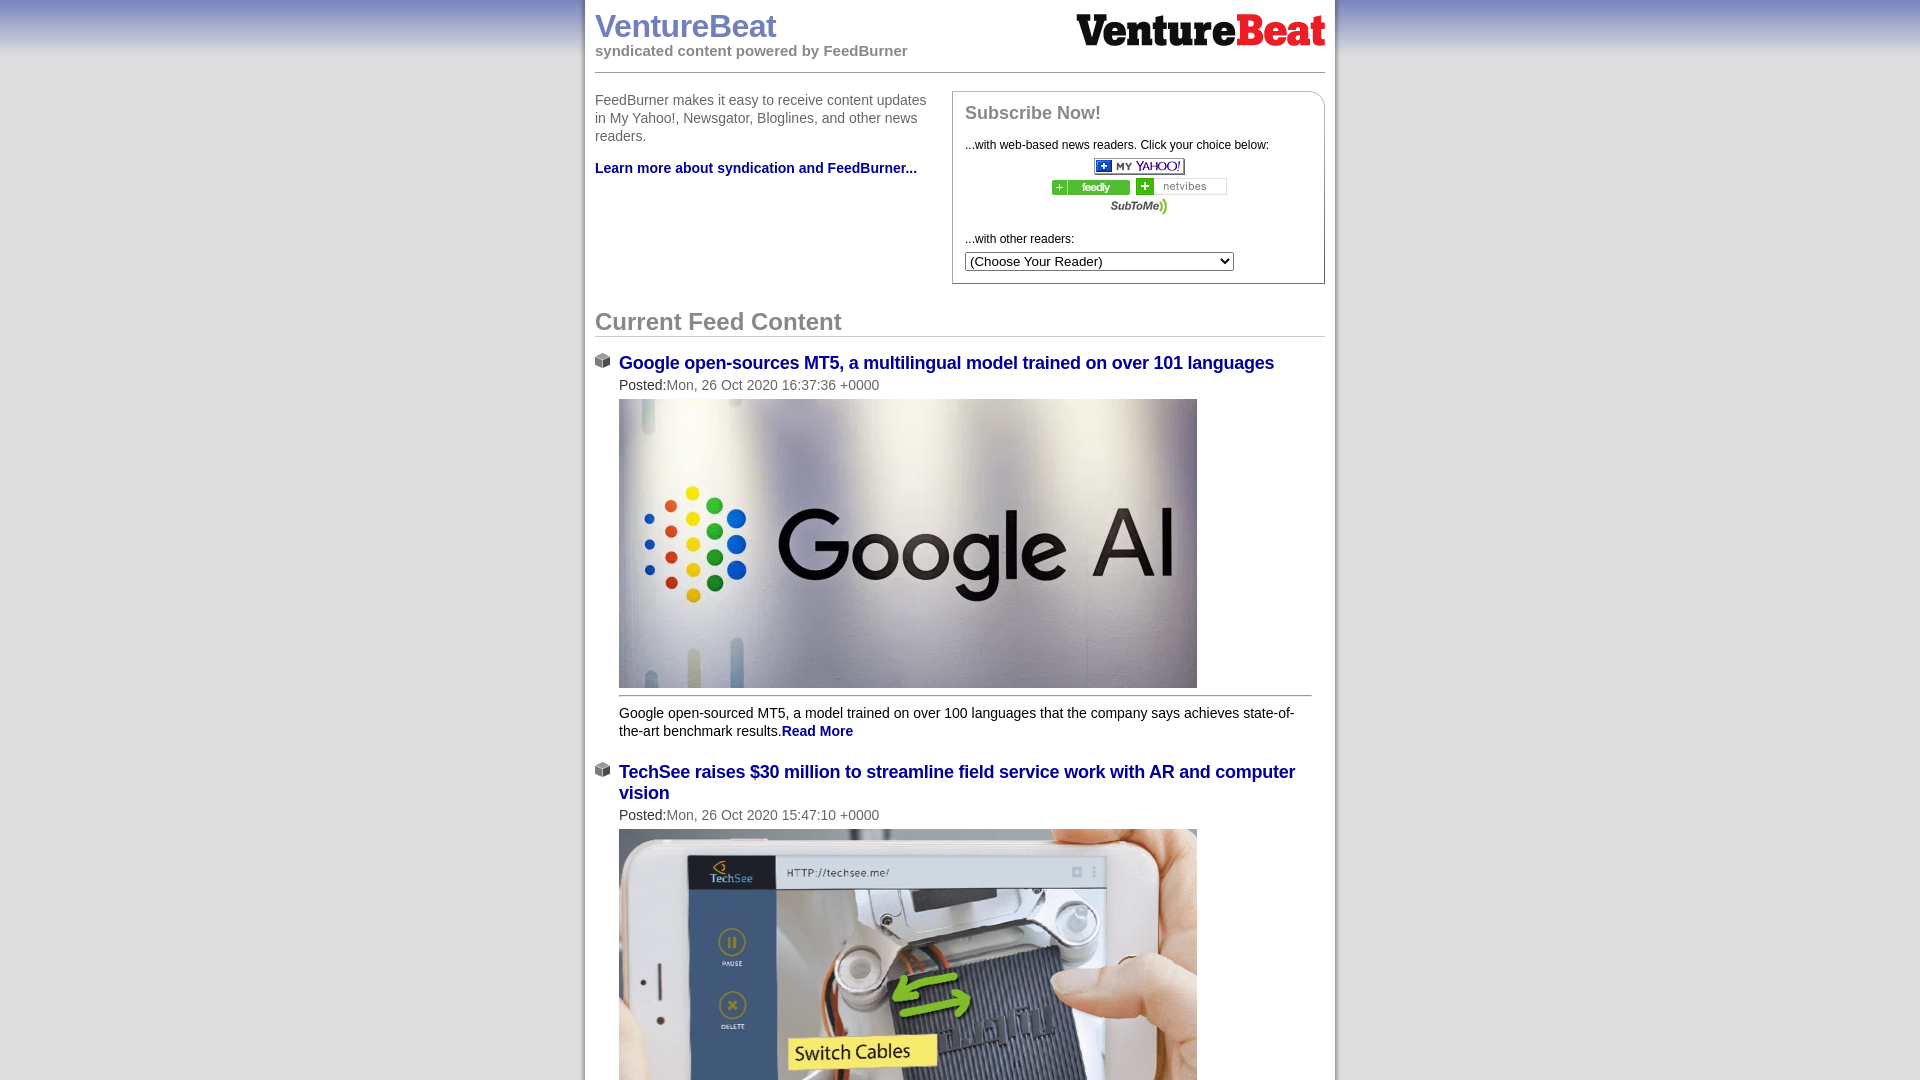 VentureBeat
VentureBeat
syndicated content powered by FeedBurner
FeedBurner makes it easy to receive content updates
in My Yahoo!, Newsgator, Bloglines, and other news
readers.
Learn more about syndication and FeedBurner...
Subscribe Now!
...with web-based news readers. Click your choice below:
MY YAHOO!
feedly
netvibes
SubToMe
...with other readers:
(Choose Your Reader)
Current Feed Content
Google open-sources MT5, a multilingual model trained on over 101 languages
Posted:Mon, 26 Oct 2020 16:37:36 +0000
Google AI
Google open-sourced MT5, a model trained on over 100 languages that the company says achieves state-of-
the-art benchmark results.Read More
TechSee raises $30 million to streamline field service work with AR and computer
vision
Posted:Mon, 26 Oct 2020 15:47:10 +0000
TechSee
HTTP://techsee.me/
PAUSE
DELETE
Switch Cables